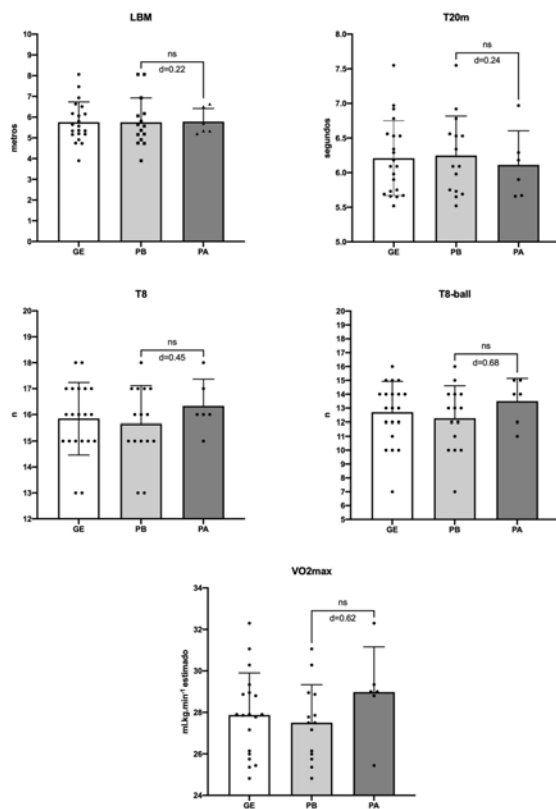 LBM
metros
10
9
8
7
6
5
4
3
2
1
0
ns
d=0.22
GE
PB
PA
T20m
segundos
8.0
7.5
7.0
6.5
6.0
5.5
5.0
ns
d=0.24
GE
PB
PA
T8
n
20
19
18
17
16
15
14
13
12
ns
d=0.45
GE
PB
PA
T8-ball
n
20
19
18
17
16
15
14
13
12
11
10
9
8
7
6
5
ns
d=0.68
GE
PB
PA
VO2max
ml.kg.min⁻¹ estimado
34
32
30
28
26
24
ns
d=0.62
GE
PB
PA